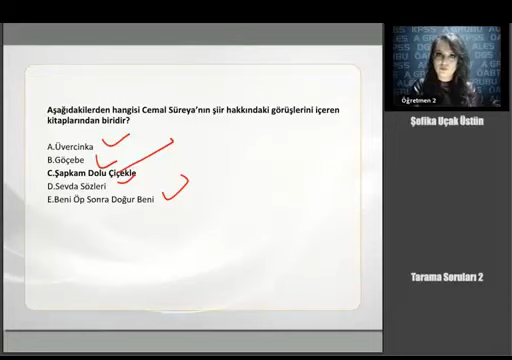 Aşağıdakilerden hangisi Cemal Süreya'nın şiir hakkındaki görüşlerini içeren
kitaplarından biridir?
A.Üvercinka
B.Göçebe
C.Şapkam Dolu Çiçekle
D.Sevda Sözleri
E.Beni Öp Sonra Doğur Beni
Öğretmen 2
Şefika Uçak Üstün
Tarama Soruları 2